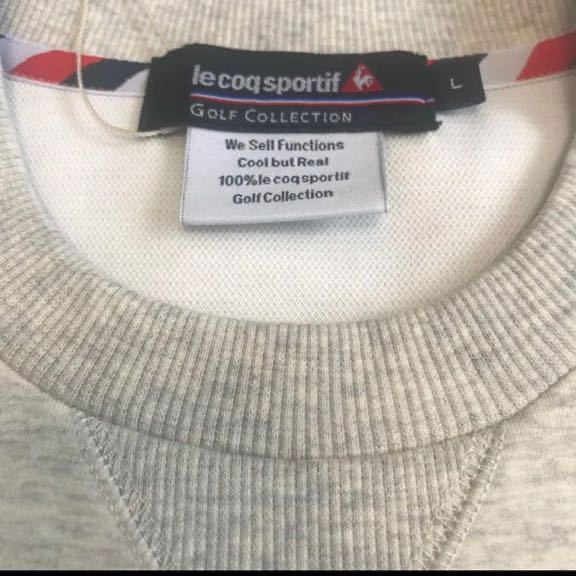 le coq sportif
GOLF COLLECTION
L
We Sell Functions
Cool but Real
100% le coq sportif
Golf Collection